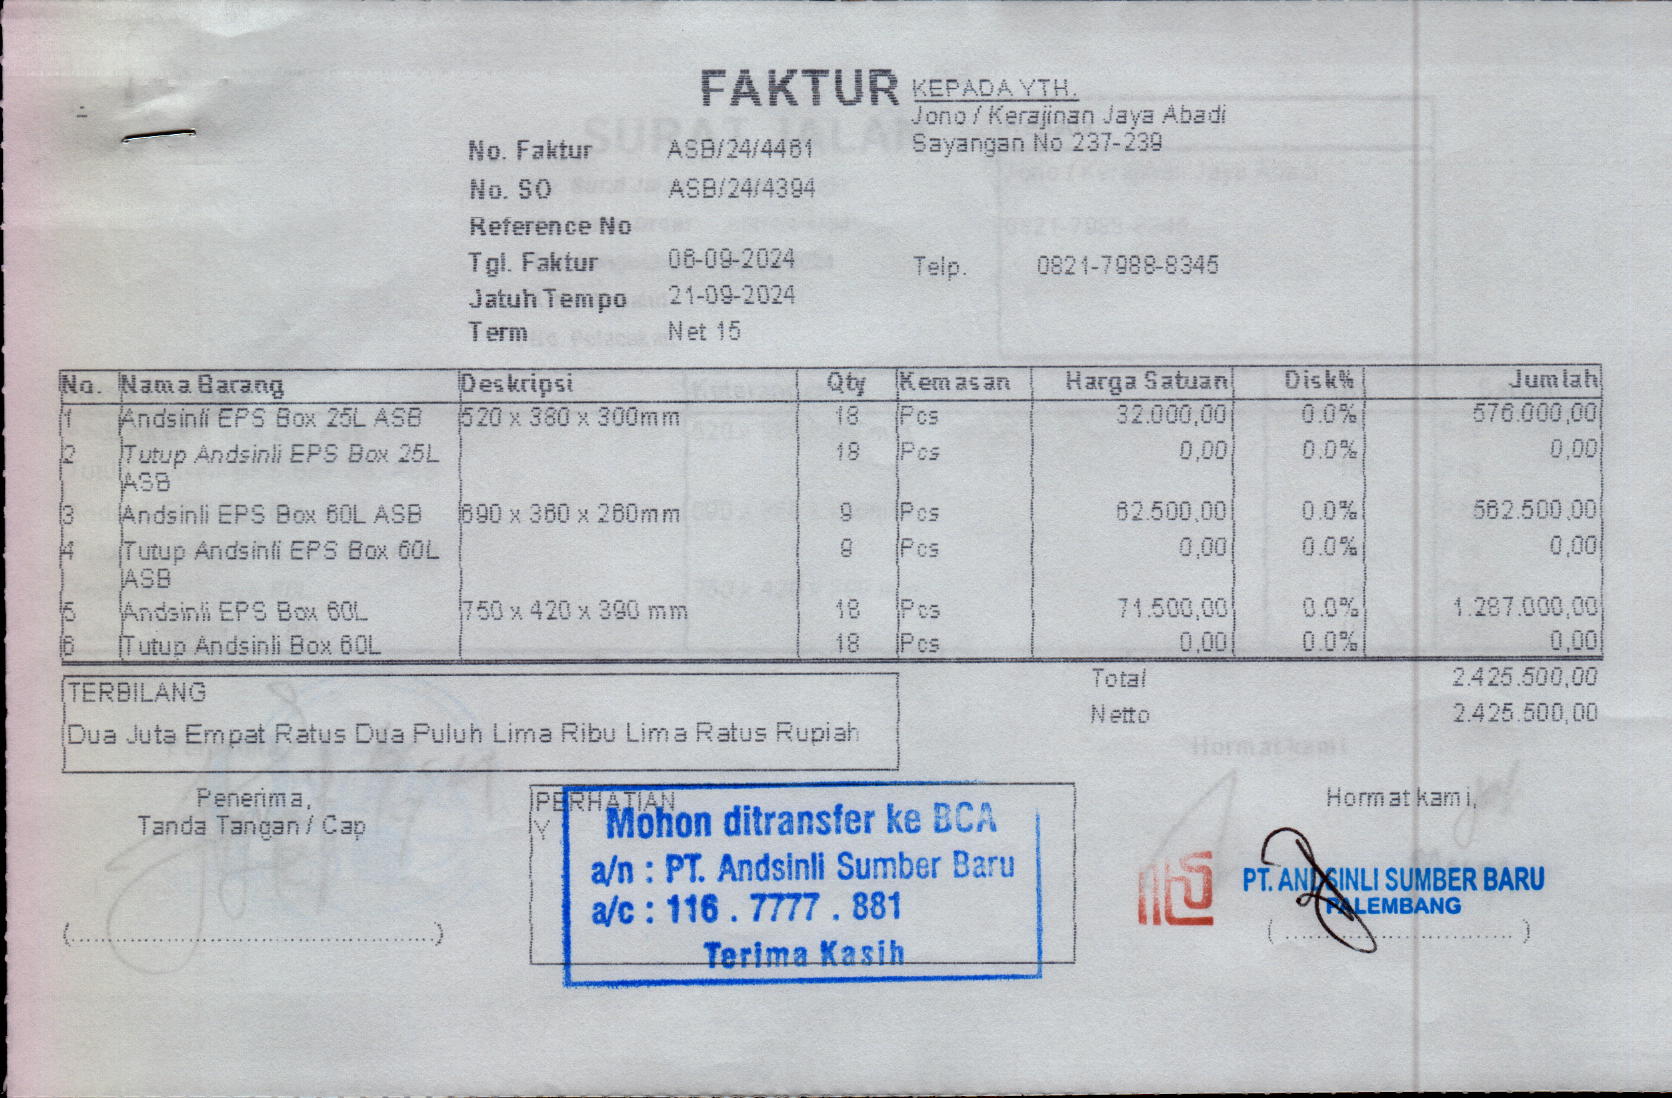 FAKTUR
KEPADA YTH.
Jono / Kerajinan Jaya Abadi
Sayangan No 237-239
No. Faktur ASB/24/4461
No. SO ASB/24/4394
Reference No
Tgl. Faktur 06-09-2024
Telp. 0821-7988-8345
Jatuh Tempo 21-09-2024
Term Net 15
No. Nama Barang Deskripsi Qty Kemasan Harga Satuan Disk% Jumlah
1 Andsinli EPS Box 25L ASB 520 x 380 x 300mm 18 Pcs 32.000,00 0.0% 576.000,00
2 Tutup Andsinli EPS Box 25L 18 Pcs 0,00 0.0% 0,00
ASB
3 Andsinli EPS Box 60L ASB 690 x 360 x 260mm 9 Pcs 62.500,00 0.0% 562.500,00
4 Tutup Andsinli EPS Box 60L 9 Pcs 0,00 0.0% 0,00
ASB
5 Andsinli EPS Box 60L 750 x 420 x 390 mm 18 Pcs 71.500,00 0.0% 1.287.000,00
6 Tutup Andsinli Box 60L 18 Pcs 0,00 0.0% 0,00
Total 2.425.500,00
Netto 2.425.500,00
TERBILANG
Dua Juta Empat Ratus Dua Puluh Lima Ribu Lima Ratus Rupiah
Penerima,
Tanda Tangan / Cap
PERHATIAN
Y
Mohon ditransfer ke BCA
a/n : PT. Andsinli Sumber Baru
a/c : 116 . 7777 . 881
Terima Kasih
Hormat kami,
PT. ANDSINLI SUMBER BARU
PALEMBANG